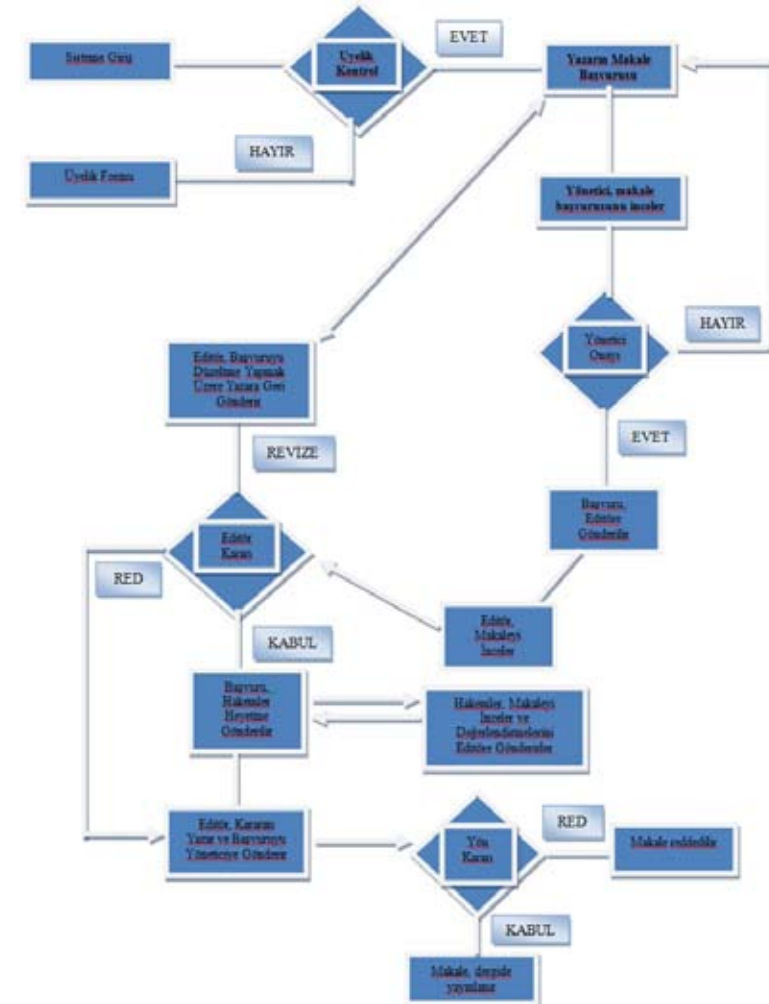 EVET
Sisteme Giriş
Üyelik
Kontrol
Yazarın Makale
Başvurusu
HAYIR
Üyelik Formu
Yönetici, makale
başvurusunu inceler
Yönetici
Onayı
HAYIR
Editör, Başvuruyu
Düzeltme Yapmak
Üzere Yazara Geri
Gönderir
EVET
REVIZE
Başvuru,
Editöre
Gönderilir
Editör
Kararı
RED
Editör,
Makaleyi
İnceler
KABUL
Başvuru,
Hakemler
Heyetine
Gönderilir
Hakemler, Makaleyi
İnceler ve
Değerlendirmelerini
Editöre Gönderirler
Editör, Kararını
Yazar ve Başvuruyu
Yöneticiye Gönderir
RED
Yön
Kararı
Makale reddedilir
KABUL
Makale, dergide
yayınlanır